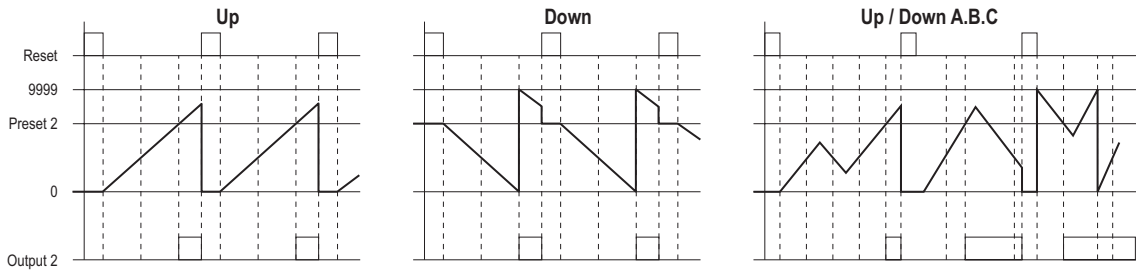 Up
Down
Up / Down A.B.C
Reset
9999
Preset 2
0
Output 2